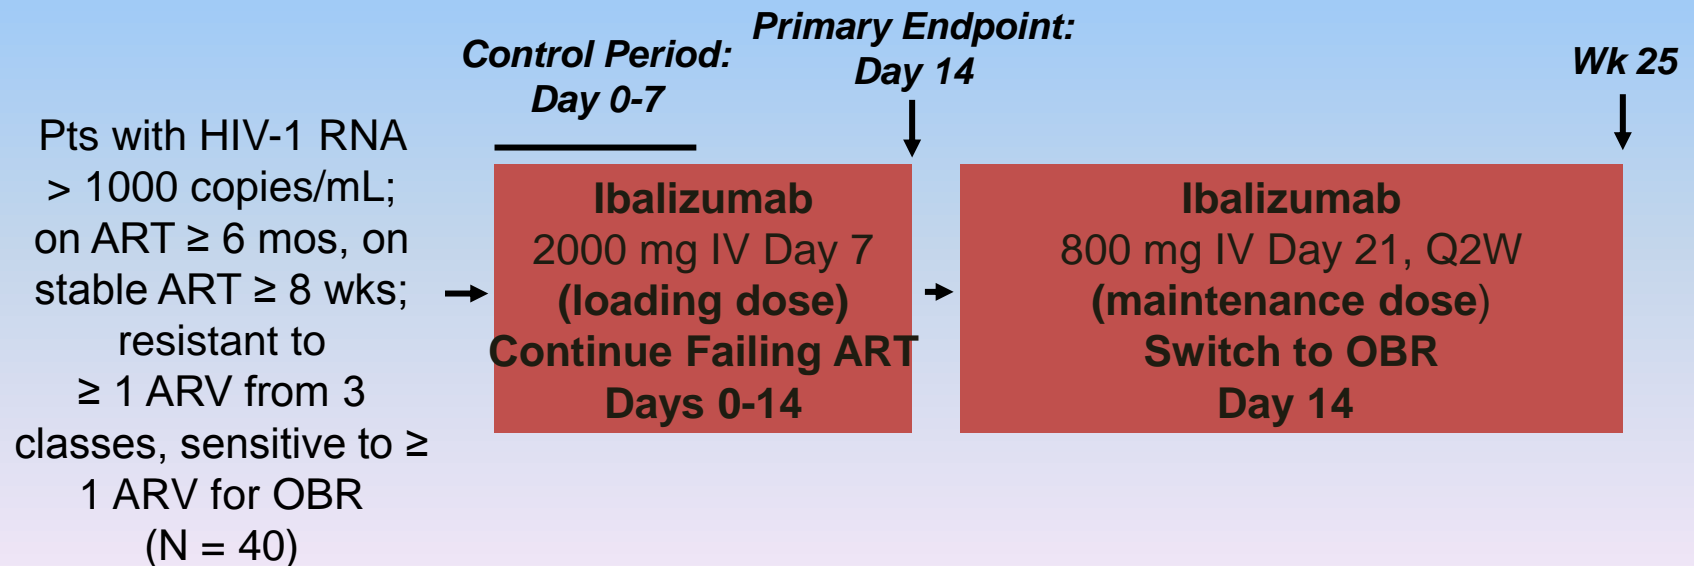 Control Period:
Day 0-7
Primary Endpoint:
Day 14
Wk 25
Pts with HIV-1 RNA
> 1000 copies/mL;
on ART ≥ 6 mos, on
stable ART ≥ 8 wks;
resistant to
≥ 1 ARV from 3
classes, sensitive to ≥
1 ARV for OBR
(N = 40)
Ibalizumab
2000 mg IV Day 7
(loading dose)
Continue Failing ART
Days 0-14
Ibalizumab
800 mg IV Day 21, Q2W
(maintenance dose)
Switch to OBR
Day 14